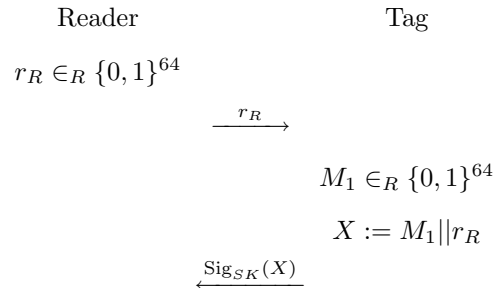 Reader Tag
r_R ∈_R {0, 1}^64
r_R
M_1 ∈_R {0, 1}^64
X := M_1||r_R
Sig_SK(X)